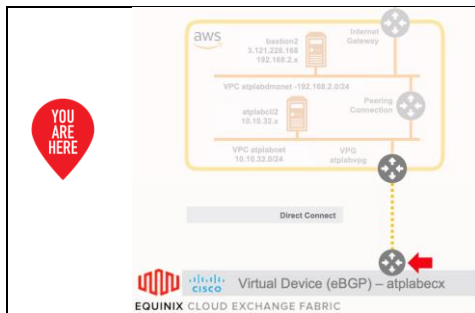 YOU
ARE
HERE
aws
Internet
Gateway
bastion2
3.121.226.168
192.168.2.x
VPC atplabdmznet -192.168.2.0/24
Peering
Connection
atplabcli2
10.10.32.x
VPC atplabnet
10.10.32.0/24
VPG
atplabvpg
Direct Connect
CISCO
Virtual Device (eBGP) – atplabecx
EQUINIX CLOUD EXCHANGE FABRIC